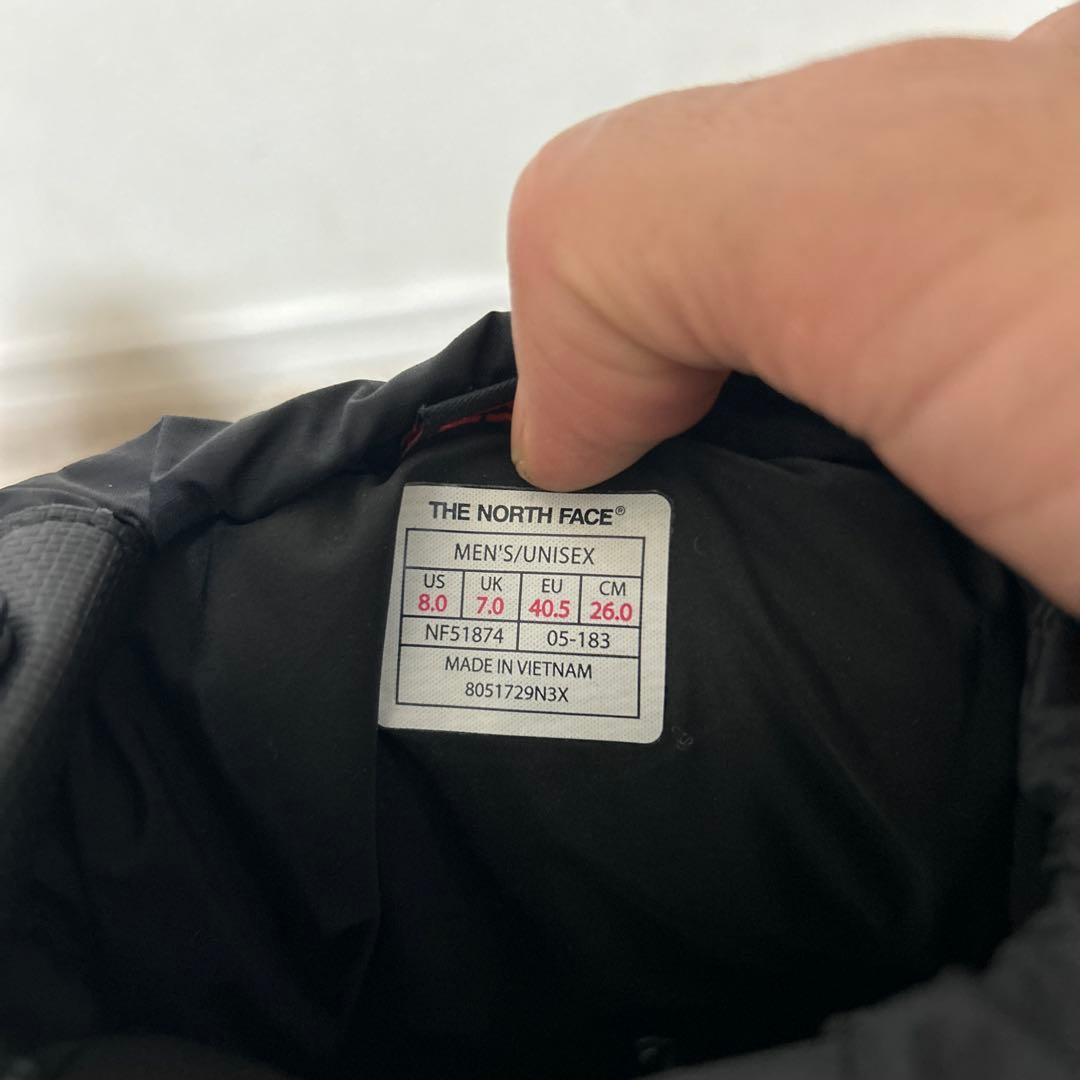 THE NORTH FACE®
MEN'S/UNISEX
US UK EU CM
8.0 7.0 40.5 26.0
NF51874 05-183
MADE IN VIETNAM
8051729N3X